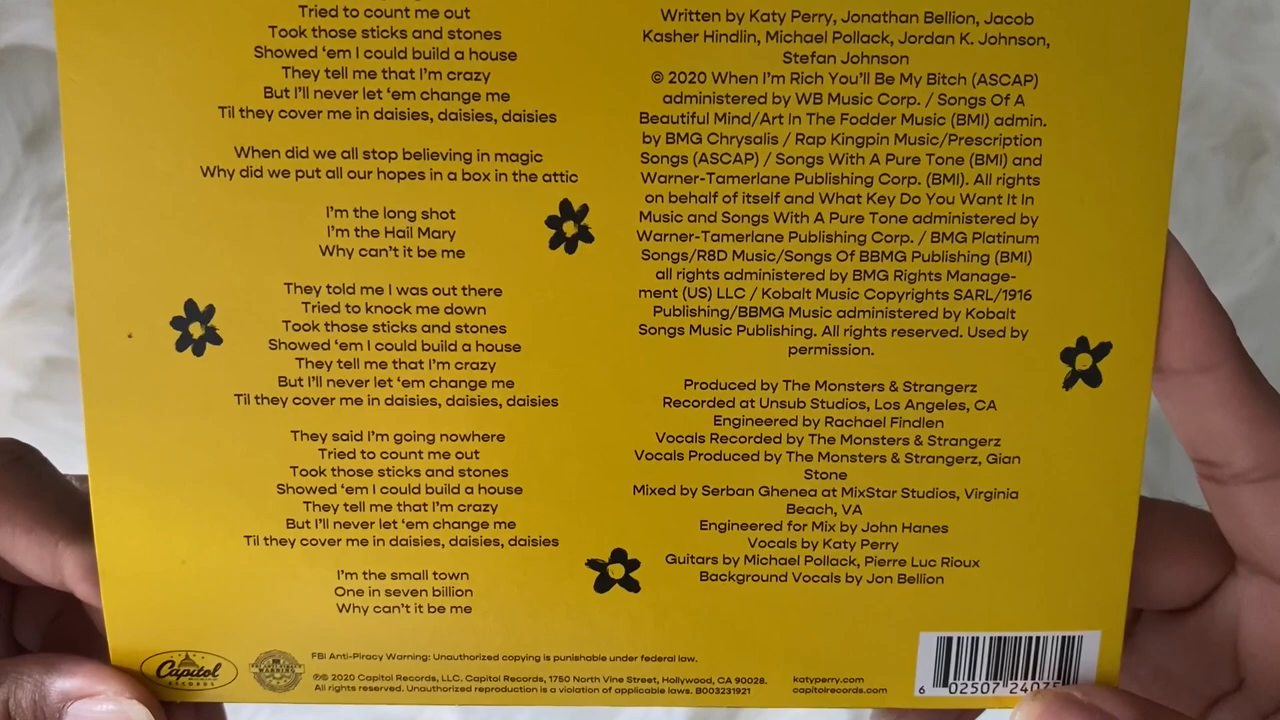 Tried to count me out
Took those sticks and stones
Showed ‘em I could build a house
They tell me that I’m crazy
But I’ll never let ‘em change me
Til they cover me in daisies, daisies, daisies
When did we all stop believing in magic
Why did we put all our hopes in a box in the attic
I’m the long shot
I’m the Hail Mary
Why can’t it be me
They told me I was out there
Tried to knock me down
Took those sticks and stones
Showed ‘em I could build a house
They tell me that I’m crazy
But I’ll never let ‘em change me
Til they cover me in daisies, daisies, daisies
They said I’m going nowhere
Tried to count me out
Took those sticks and stones
Showed ‘em I could build a house
They tell me that I’m crazy
But I’ll never let ‘em change me
Til they cover me in daisies, daisies, daisies
I’m the small town
One in seven billion
Why can’t it be me
Written by Katy Perry, Jonathan Bellion, Jacob
Kasher Hindlin, Michael Pollack, Jordan K. Johnson,
Stefan Johnson
© 2020 When I’m Rich You’ll Be My Bitch (ASCAP)
administered by WB Music Corp. / Songs Of A
Beautiful Mind/Art In The Fodder Music (BMI) admin.
by BMG Chrysalis / Rap Kingpin Music/Prescription
Songs (ASCAP) / Songs With A Pure Tone (BMI) and
Warner-Tamerlane Publishing Corp. (BMI). All rights
on behalf of itself and What Key Do You Want It In
Music and Songs With A Pure Tone administered by
Warner-Tamerlane Publishing Corp. / BMG Platinum
Songs/R8D Music/Songs Of BBMG Publishing (BMI)
all rights administered by BMG Rights Manage-
ment (US) LLC / Kobalt Music Copyrights SARL/1916
Publishing/BBMG Music administered by Kobalt
Songs Music Publishing. All rights reserved. Used by
permission.
Produced by The Monsters & Strangerz
Recorded at Unsub Studios, Los Angeles, CA
Engineered by Rachael Findlen
Vocals Recorded by The Monsters & Strangerz
Vocals Produced by The Monsters & Strangerz, Gian
Stone
Mixed by Serban Ghenea at MixStar Studios, Virginia
Beach, VA
Engineered for Mix by John Hanes
Vocals by Katy Perry
Guitars by Michael Pollack, Pierre Luc Rioux
Background Vocals by Jon Bellion
Capitol
RECORDS
WARNING
FBI Anti-Piracy Warning: Unauthorized copying is punishable under federal law.
℗© 2020 Capitol Records, LLC. Capitol Records, 1750 North Vine Street, Hollywood, CA 90028.
All rights reserved. Unauthorized reproduction is a violation of applicable laws. B003231921
katyperry.com
capitolrecords.com
6 02507 24075